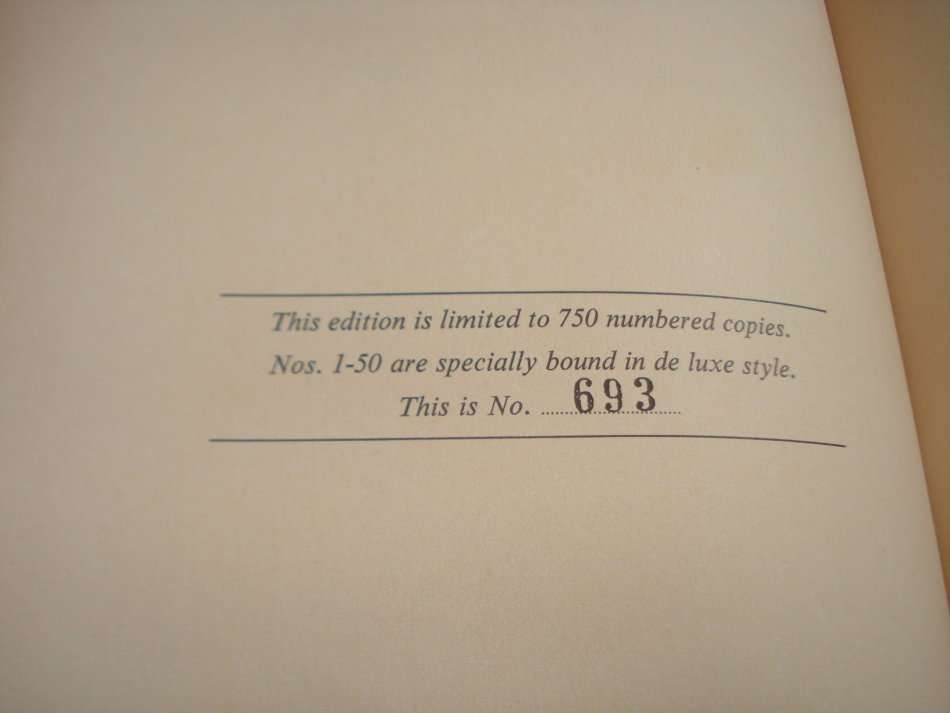 This edition is limited to 750 numbered copies.
Nos. 1-50 are specially bound in de luxe style.
This is No. 693